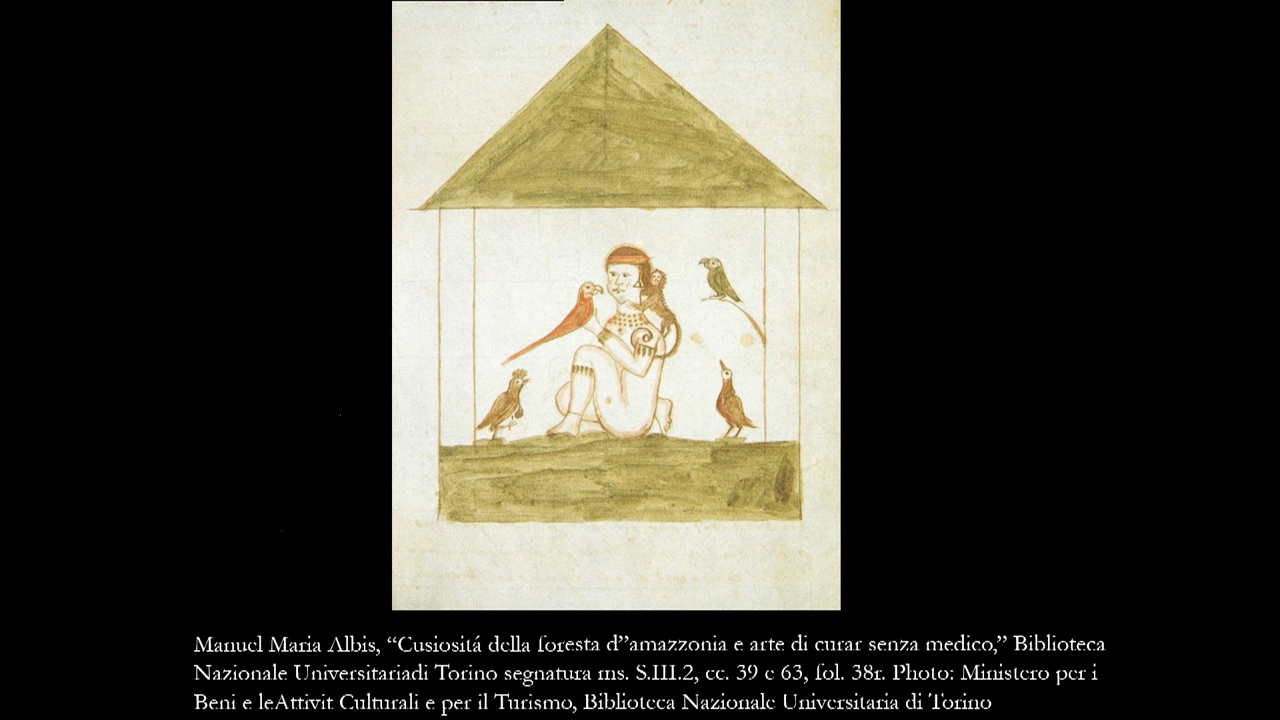 Manuel Maria Albis, “Cusiositá della foresta d”amazzonia e arte di curar senza medico,” Biblioteca
Nazionale Universitariadi Torino segnatura ms. S.III.2, cc. 39 e 63, fol. 38r. Photo: Ministero per i
Beni e leAttivit Culturali e per il Turismo, Biblioteca Nazionale Universitaria di Torino